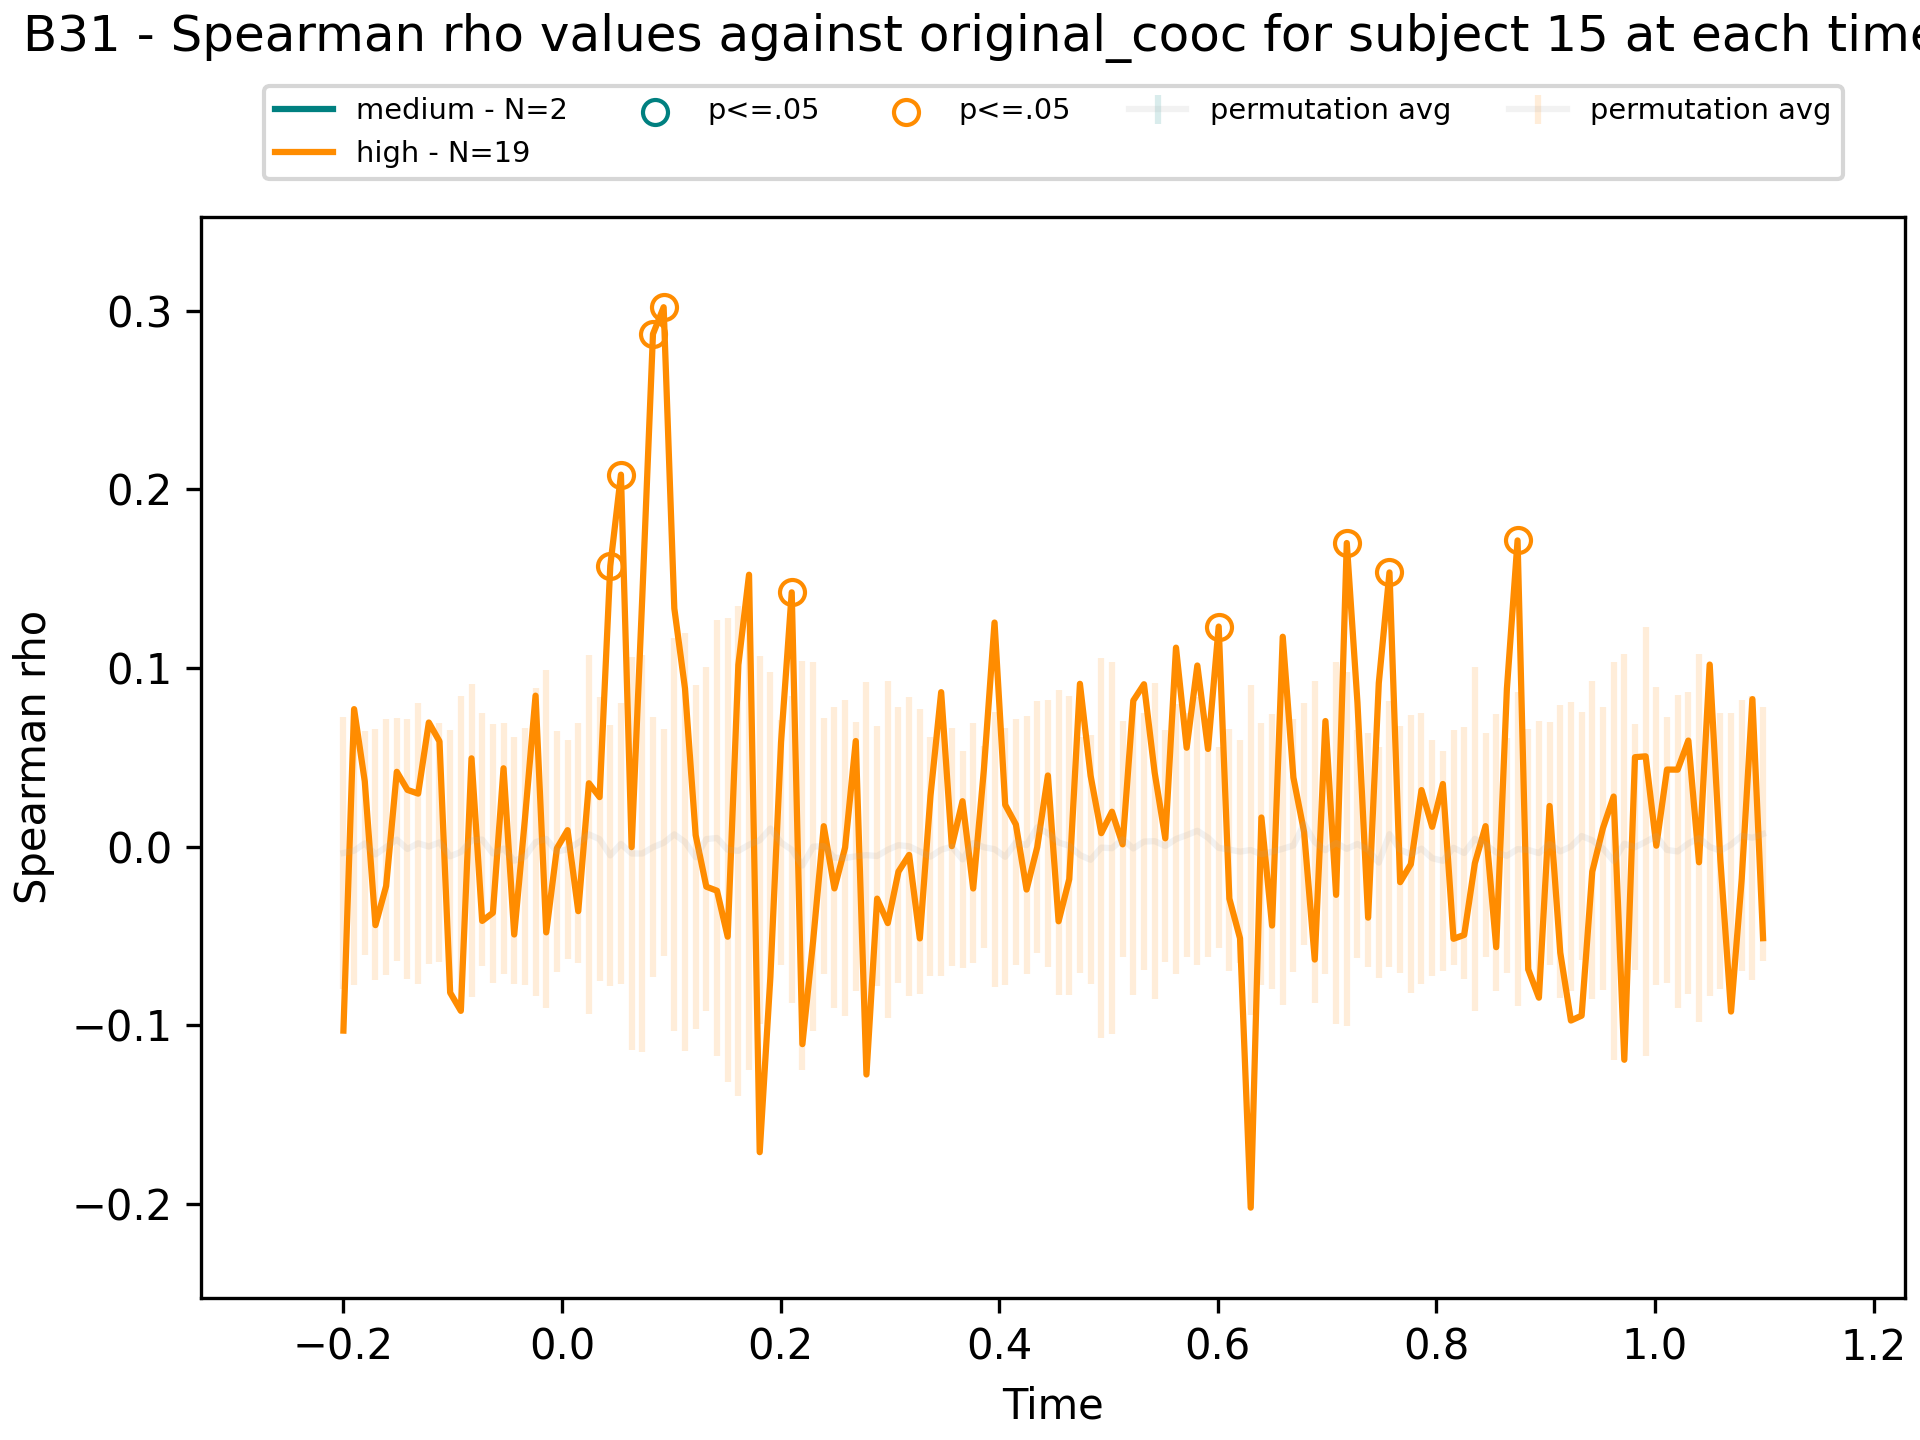 B31 - Spearman rho values against original_cooc for subject 15 at each time
medium - N=2
high - N=19
p<=.05
p<=.05
permutation avg
permutation avg
Spearman rho
0.3
0.2
0.1
0.0
−0.1
−0.2
−0.2 0.0 0.2 0.4 0.6 0.8 1.0 1.2
Time